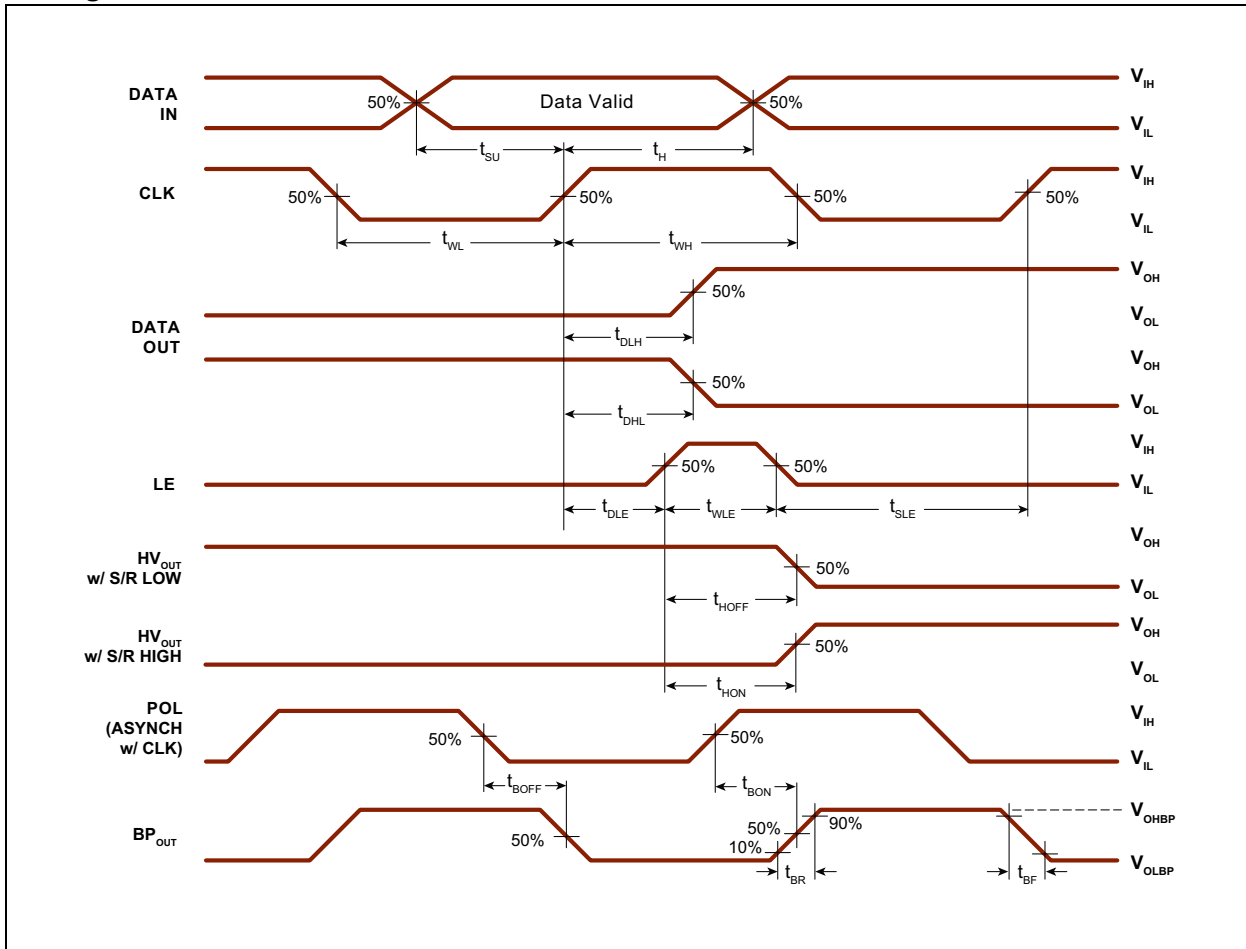 DATA
IN
50%
Data Valid
50%
V_IH
V_IL
t_SU
t_H
CLK
50%
50%
50%
50%
V_IH
V_IL
t_WL
t_WH
DATA
OUT
50%
V_OH
V_OL
t_DLH
50%
V_OH
V_OL
t_DHL
LE
50%
50%
V_IH
V_IL
t_DLE
t_WLE
t_SLE
HV_OUT
w/ S/R LOW
50%
V_OH
V_OL
t_HOFF
HV_OUT
w/ S/R HIGH
50%
V_OH
V_OL
t_HON
POL
(ASYNCH
w/ CLK)
50%
50%
V_IH
V_IL
t_BOFF
t_BON
BP_OUT
50%
10%
50%
90%
V_OHBP
V_OLBP
t_BR
t_BF